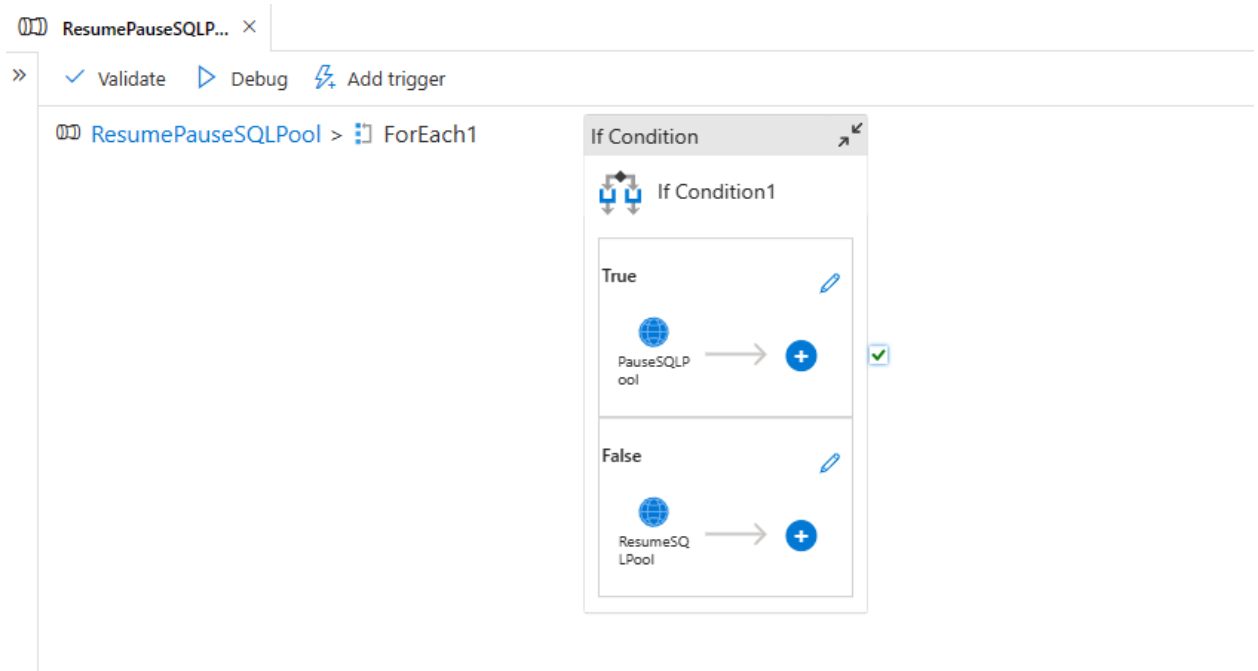 ResumePauseSQLP...
Validate Debug Add trigger
ResumePauseSQLPool > ForEach1
If Condition
If Condition1
True
PauseSQLP
ool
False
ResumeSQ
LPool